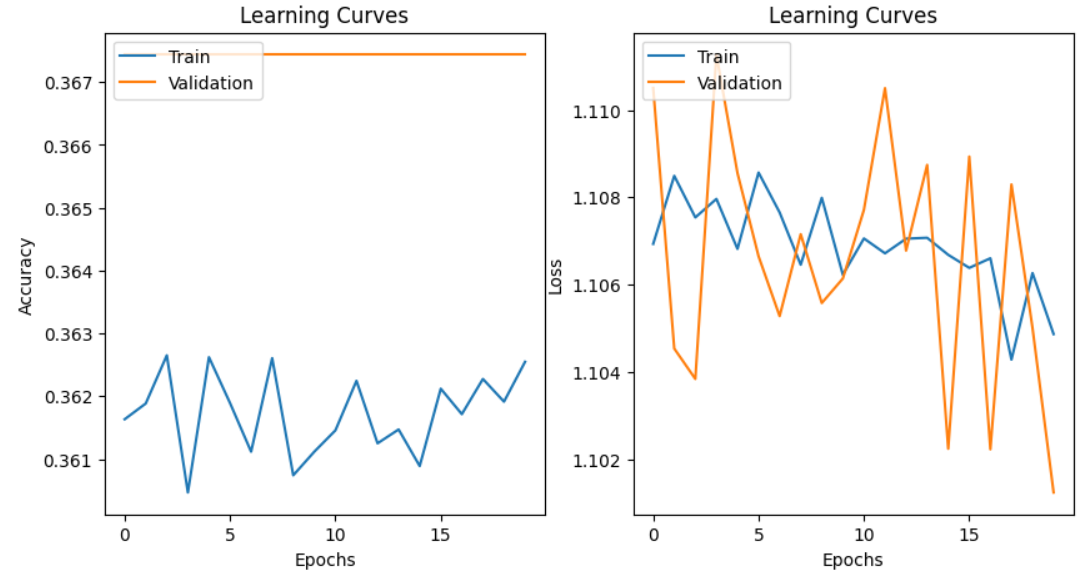 Learning Curves
Train
Validation
0.367
0.366
0.365
0.364
0.363
0.362
0.361
Accuracy
0
5
10
15
Epochs
Learning Curves
Train
Validation
1.110
1.108
1.106
1.104
1.102
Loss
0
5
10
15
Epochs